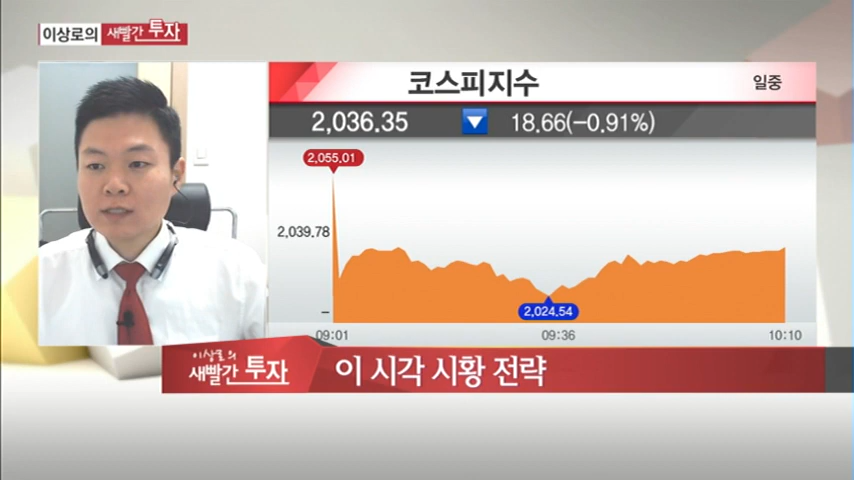 이상로의 새빨간 투자
코스피지수
일중
2,036.35 ▼ 18.66(-0.91%)
2,055.01
2,039.78
2,024.54
–
09:01 09:36 10:10
이상로의
새빨간 투자
이 시각 시황 전략